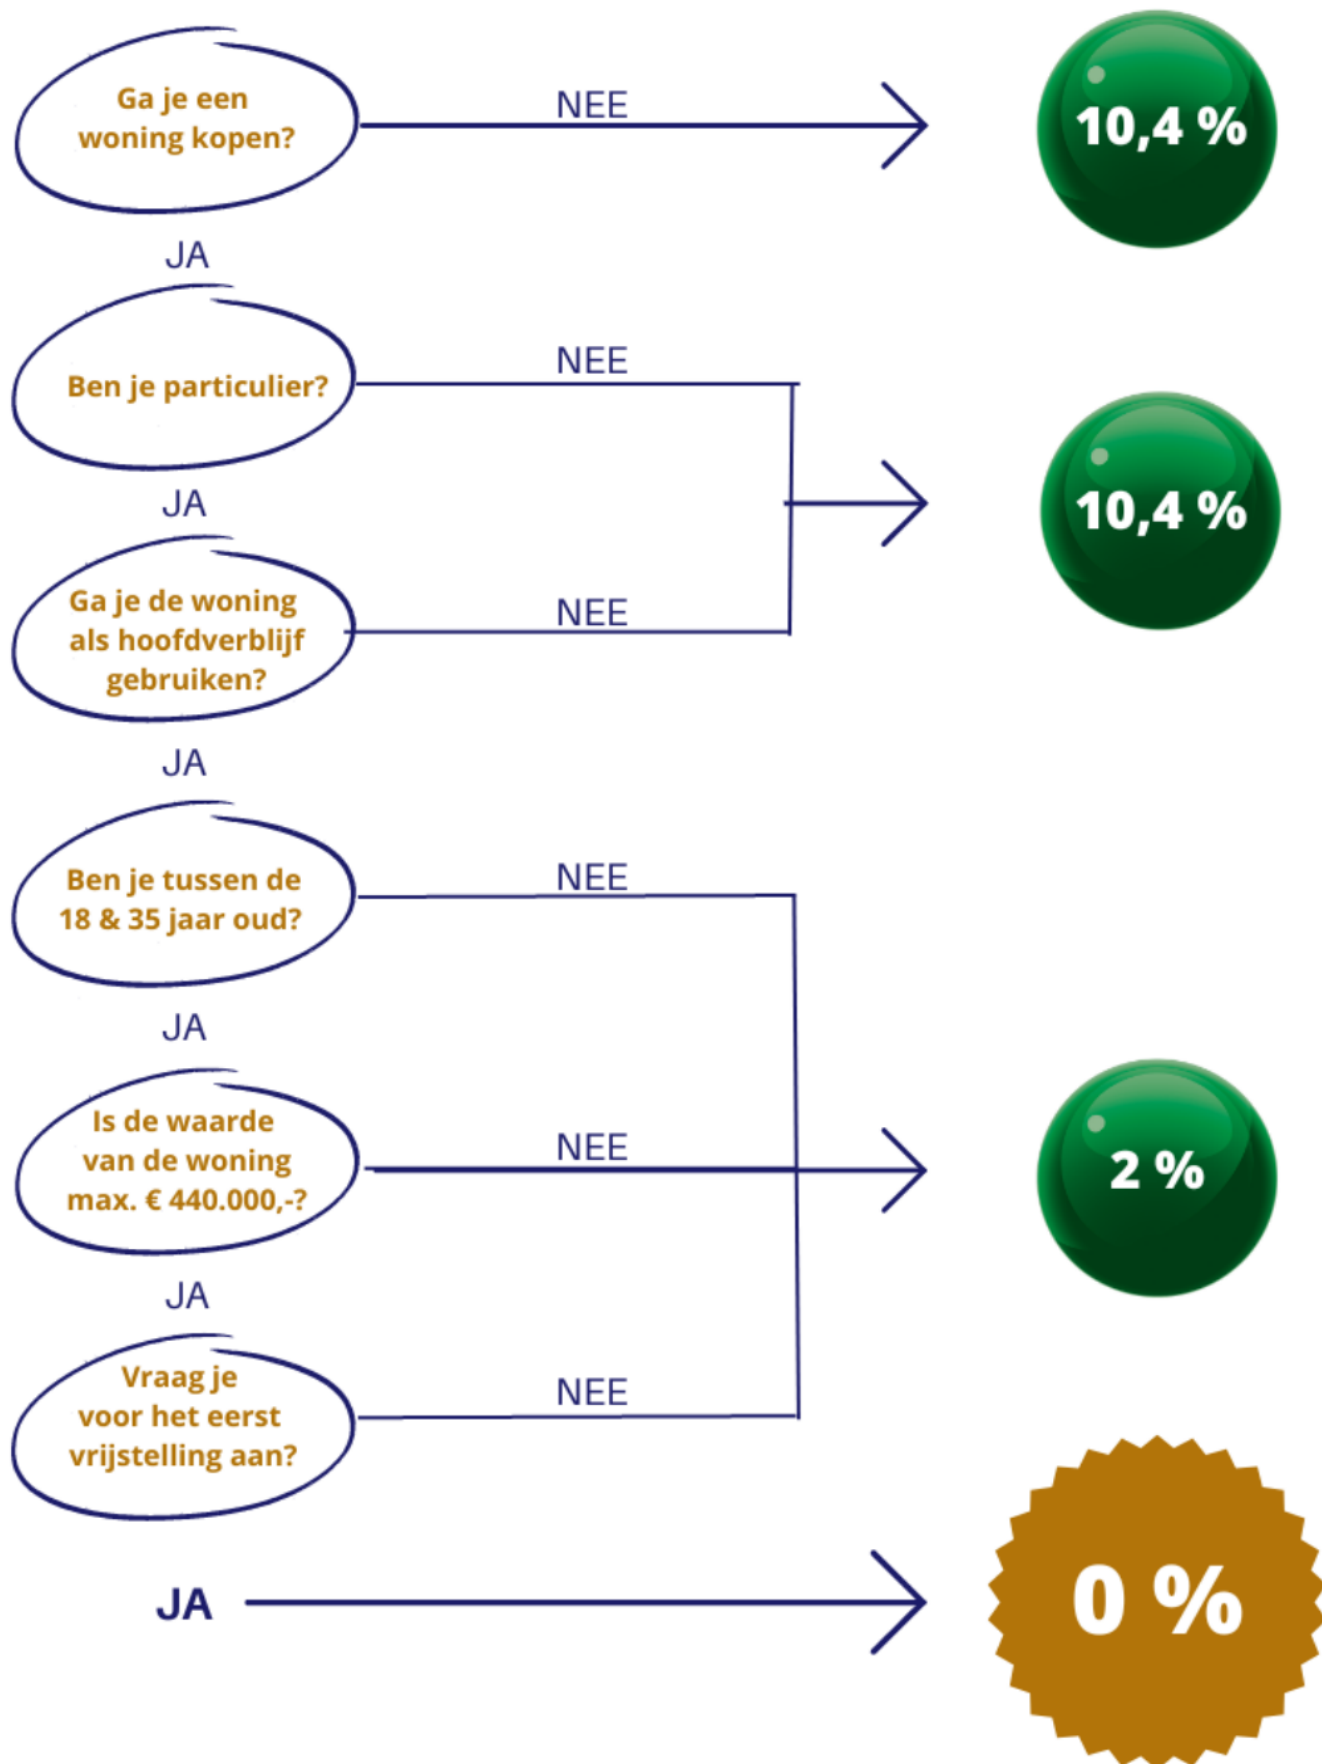 Ga je een
woning kopen?
NEE
10,4 %
JA
Ben je particulier?
NEE
10,4 %
JA
Ga je de woning
als hoofdverblijf
gebruiken?
NEE
JA
Ben je tussen de
18 & 35 jaar oud?
NEE
JA
Is de waarde
van de woning
max. € 440.000,-?
NEE
2 %
JA
Vraag je
voor het eerst
vrijstelling aan?
NEE
JA
0 %